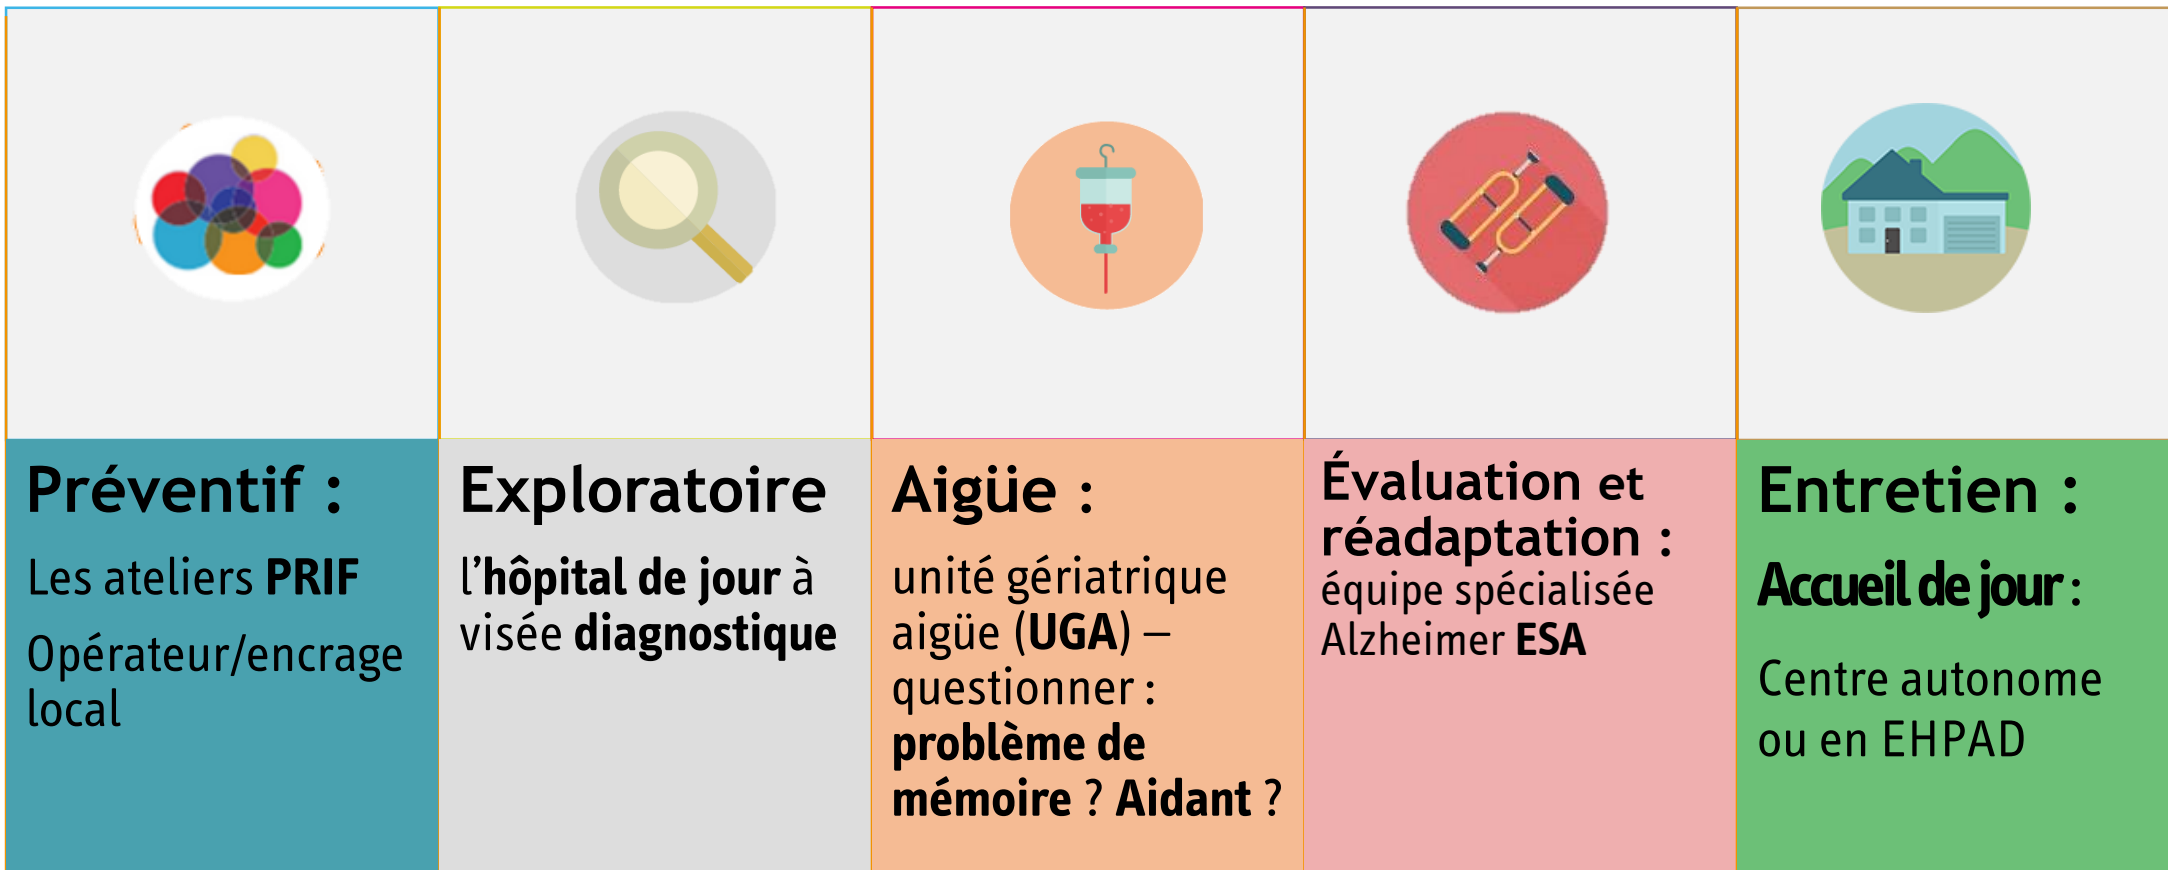 Préventif :
Les ateliers PRIF
Opérateur/encrage
local
Exploratoire
l’hôpital de jour à
visée diagnostique
Aigüe :
unité gériatrique
aigüe (UGA) –
questionner :
problème de
mémoire ? Aidant ?
Évaluation et
réadaptation :
équipe spécialisée
Alzheimer ESA
Entretien :
Accueil de jour :
Centre autonome
ou en EHPAD